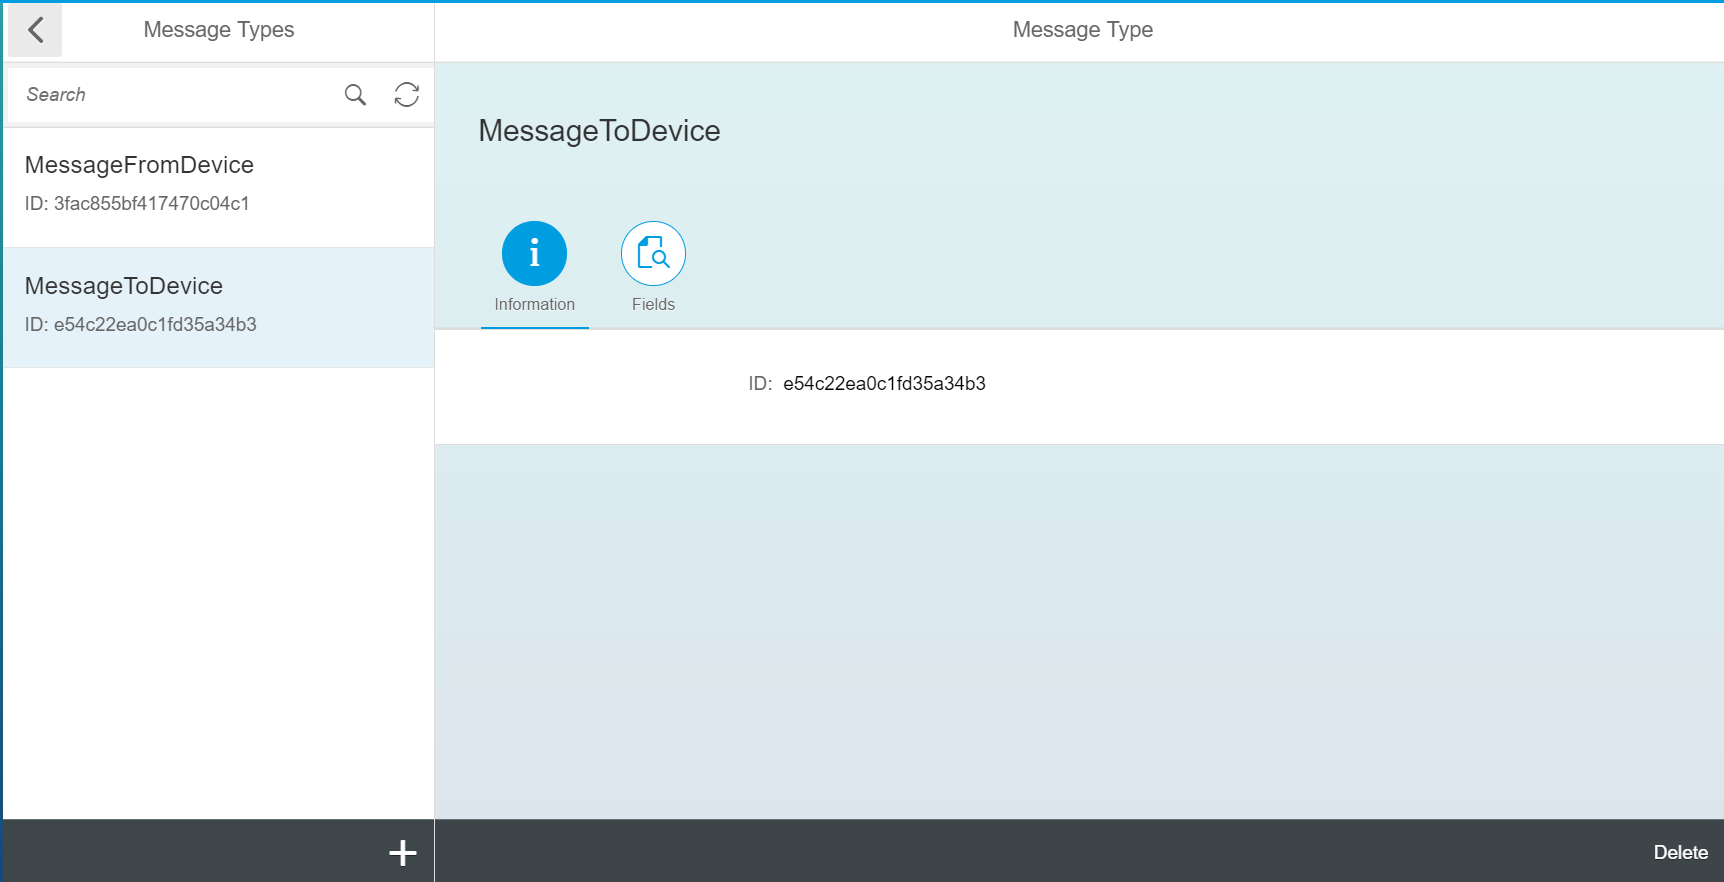 Message Types
Message Type
Search
MessageFromDevice
ID: 3fac855bf417470c04c1
MessageToDevice
ID: e54c22ea0c1fd35a34b3
MessageToDevice
Information
Fields
ID: e54c22ea0c1fd35a34b3
Delete